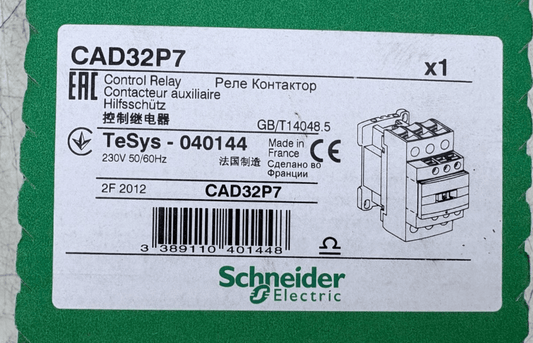 CAD32P7
x1
EAC
Control Relay Реле Контактор
Contacteur auxiliaire
Hilfsschütz
控制继电器
GB/T14048.5
TeSys - 040144
Made in
France
CE
230V 50/60Hz
法国制造
Сделано во
Франции
2F 2012
CAD32P7
3 389110 401448
Schneider
Electric